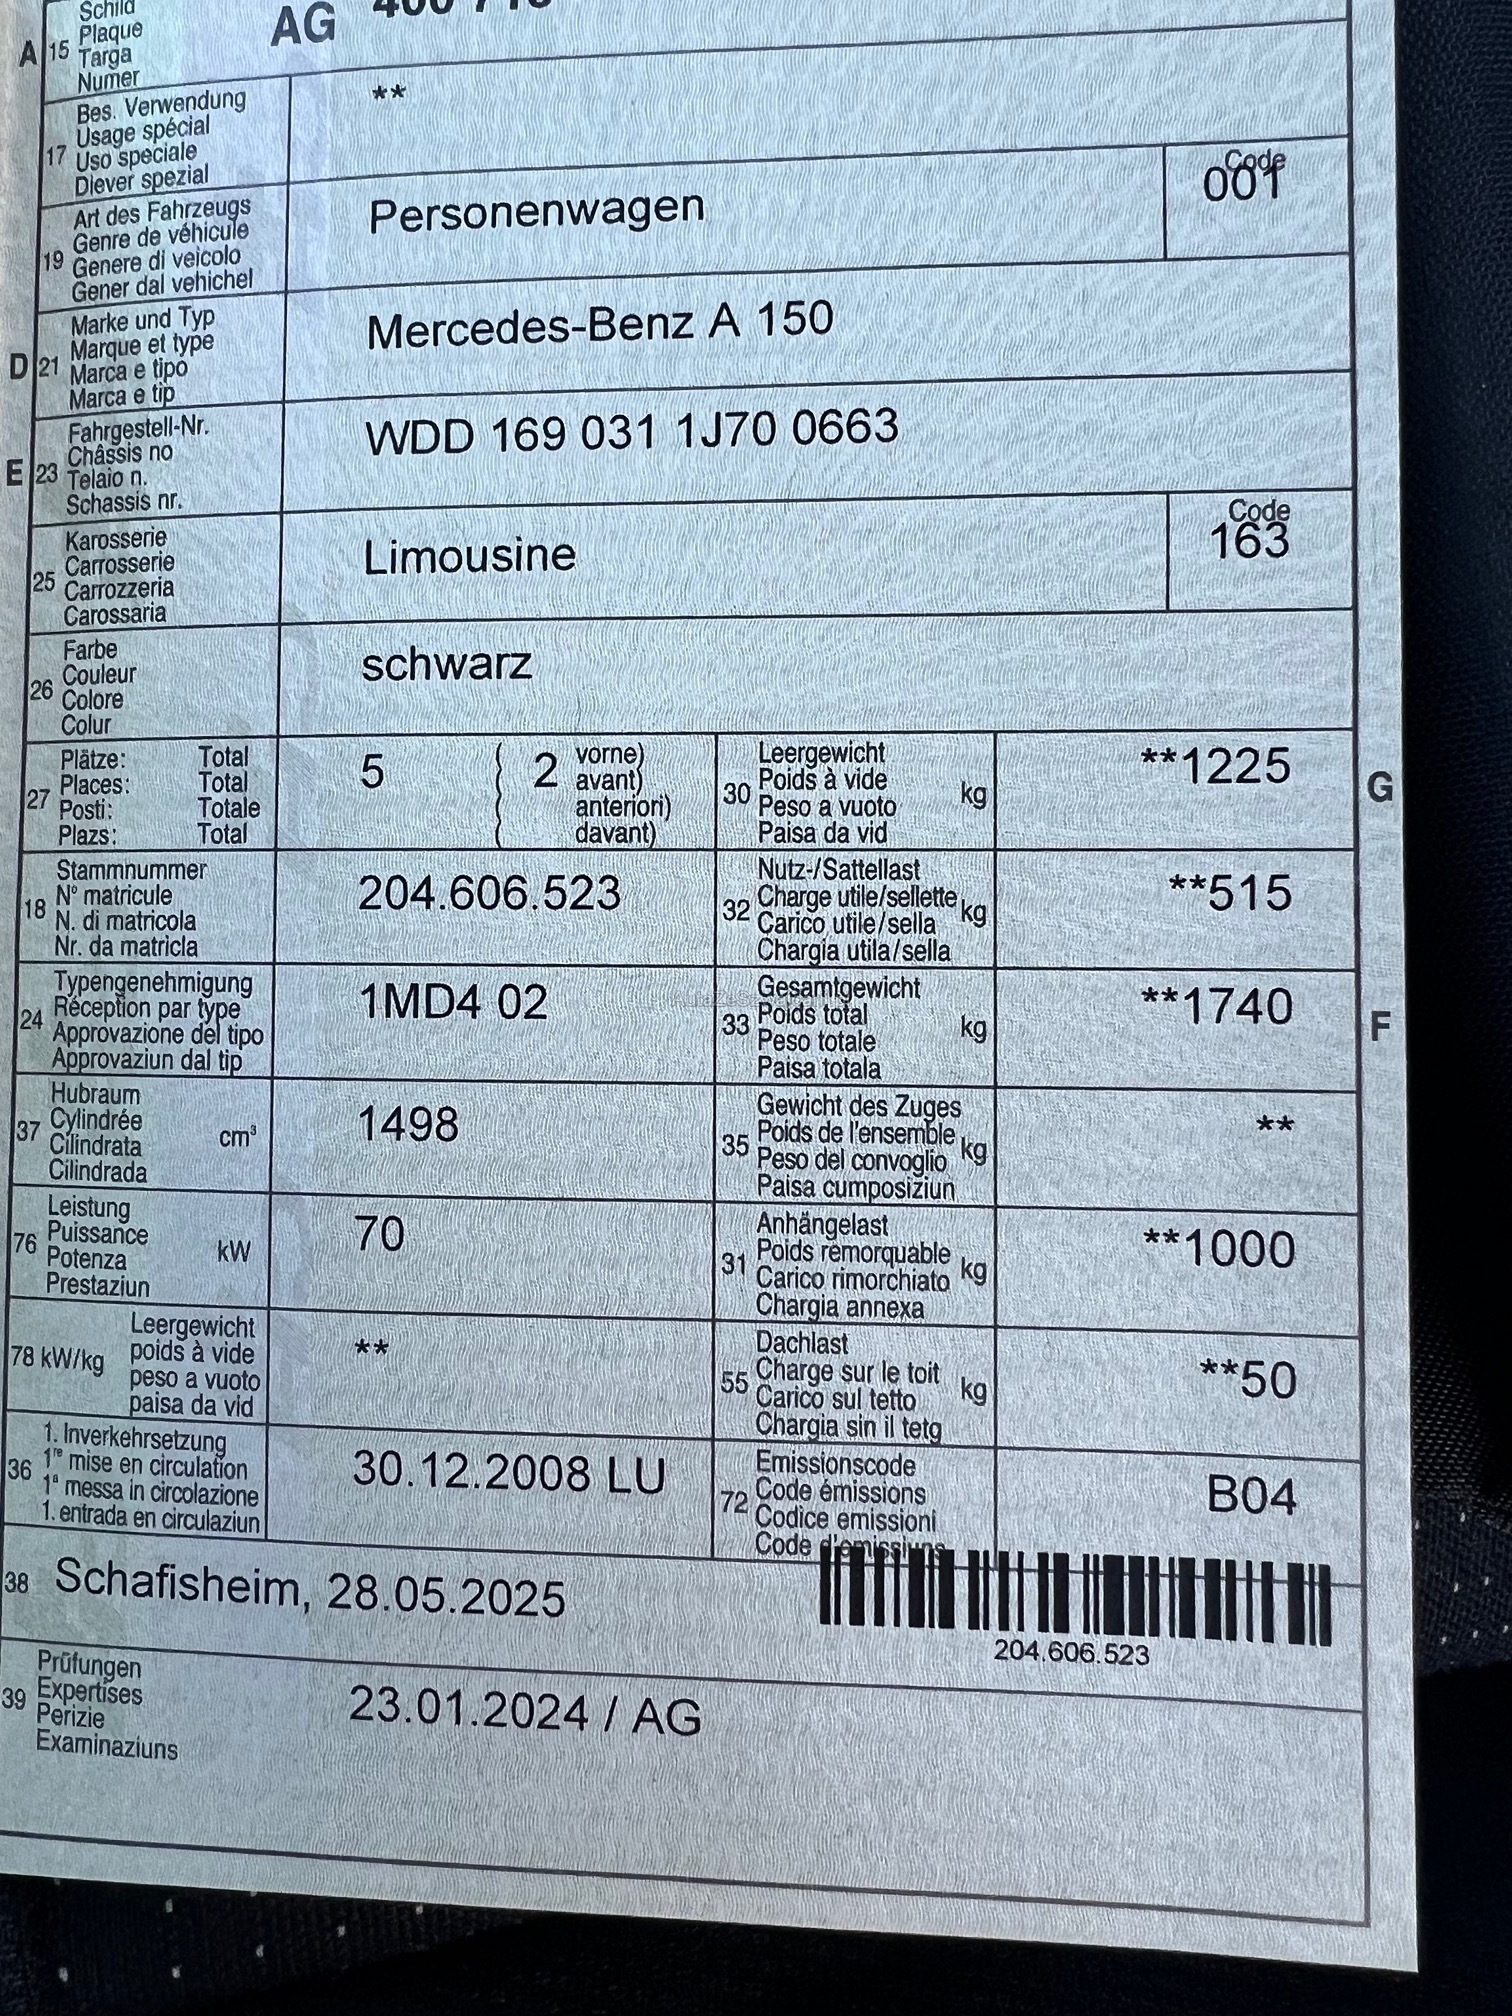 A 15 Schild
Plaque
Targa
Numer
AG
17 Bes. Verwendung
Usage spécial
Uso speciale
Diever spezial
**
19 Art des Fahrzeugs
Genre de véhicule
Genere di veicolo
Gener dal vehichel
Personenwagen
Code
001
D 21 Marke und Typ
Marque et type
Marca e tipo
Marca e tip
Mercedes-Benz A 150
E 23 Fahrgestell-Nr.
Châssis no
Telaio n.
Schassis nr.
WDD 169 031 1J70 0663
25 Karosserie
Carrosserie
Carrozzeria
Carossaria
Limousine
Code
163
26 Farbe
Couleur
Colore
Colur
schwarz
27 Plätze: Total
Places: Total
Posti: Totale
Plazs: Total
5 ( 2 vorne)
( avant)
( anteriori)
( davant)
30 Leergewicht
Poids à vide
Peso a vuoto
Paisa da vid
kg
**1225
G
18 Stammnummer
N° matricule
N. di matricola
Nr. da matricla
204.606.523
32 Nutz-/Sattellast
Charge utile/sellette
Carico utile/sella
Chargia utila/sella
kg
**515
24 Typengenehmigung
Réception par type
Approvazione del tipo
Approvaziun dal tip
1MD4 02
33 Gesamtgewicht
Poids total
Peso totale
Paisa totala
kg
**1740
F
37 Hubraum
Cylindrée
Cilindrata
Cilindrada
cm³
1498
35 Gewicht des Zuges
Poids de l'ensemble
Peso del convoglio
Paisa cumposiziun
kg
**
76 Leistung
Puissance
Potenza
Prestaziun
kW
70
31 Anhängelast
Poids remorquable
Carico rimorchiato
Chargia annexa
kg
**1000
78 kW/kg Leergewicht
poids à vide
peso a vuoto
paisa da vid
**
55 Dachlast
Charge sur le toit
Carico sul tetto
Chargia sin il tetg
kg
**50
36 1. Inverkehrsetzung
1re mise en circulation
1a messa in circolazione
1. entrada en circulaziun
30.12.2008 LU
72 Emissionscode
Code émissions
Codice emissioni
Code d'emissiuns
B04
38 Schafisheim, 28.05.2025
204.606.523
39 Prüfungen
Expertises
Perizie
Examinaziuns
23.01.2024 / AG